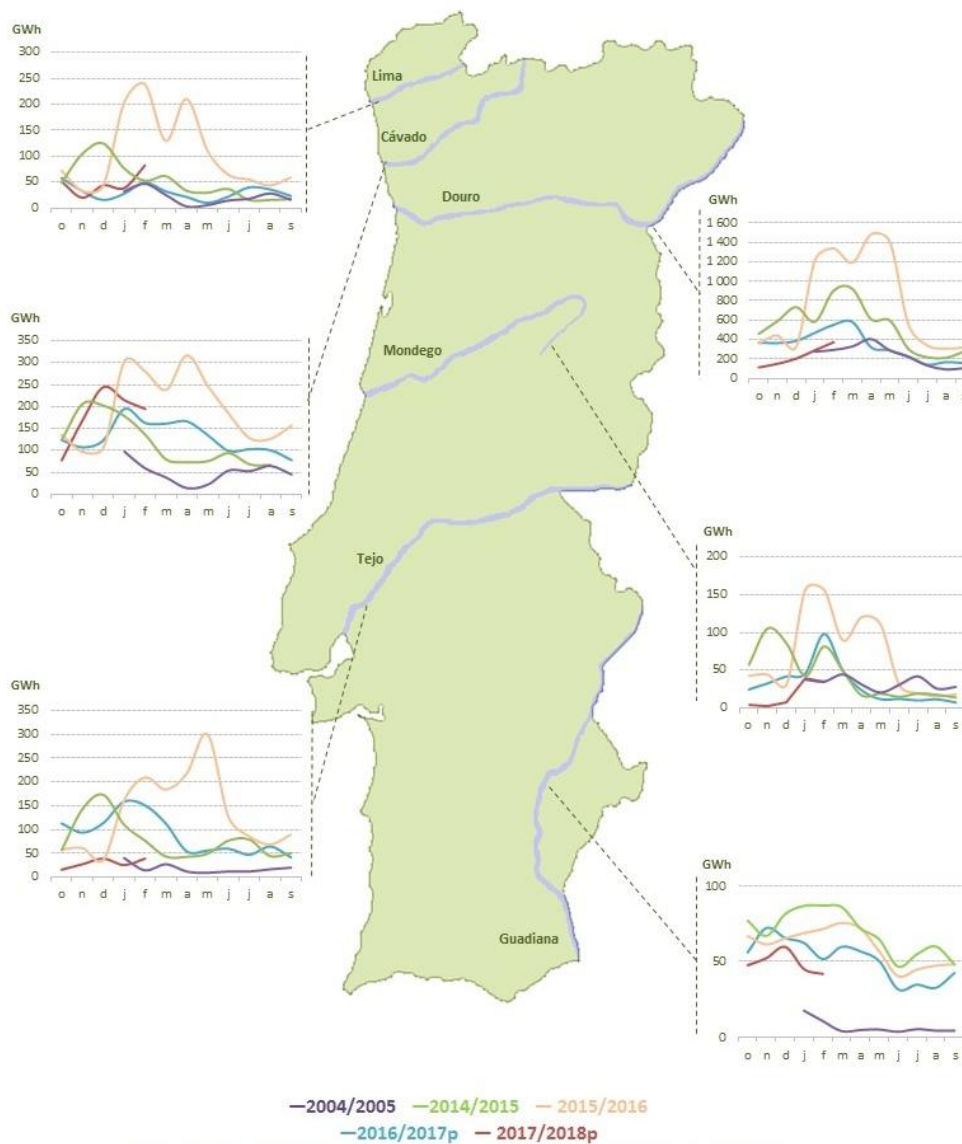 GWh
300
250
200
150
100
50
0
o n d j f m a m j j a s
GWh
350
300
250
200
150
100
50
0
o n d j f m a m j j a s
GWh
350
300
250
200
150
100
50
0
o n d j f m a m j j a s
Lima
Cávado
Douro
Mondego
Tejo
Guadiana
GWh
1 600
1 400
1 200
1 000
800
600
400
200
0
o n d j f m a m j j a s
GWh
200
150
100
50
0
o n d j f m a m j j a s
GWh
100
50
0
o n d j f m a m j j a s
2004/2005 2014/2015 2015/2016
2016/2017p 2017/2018p